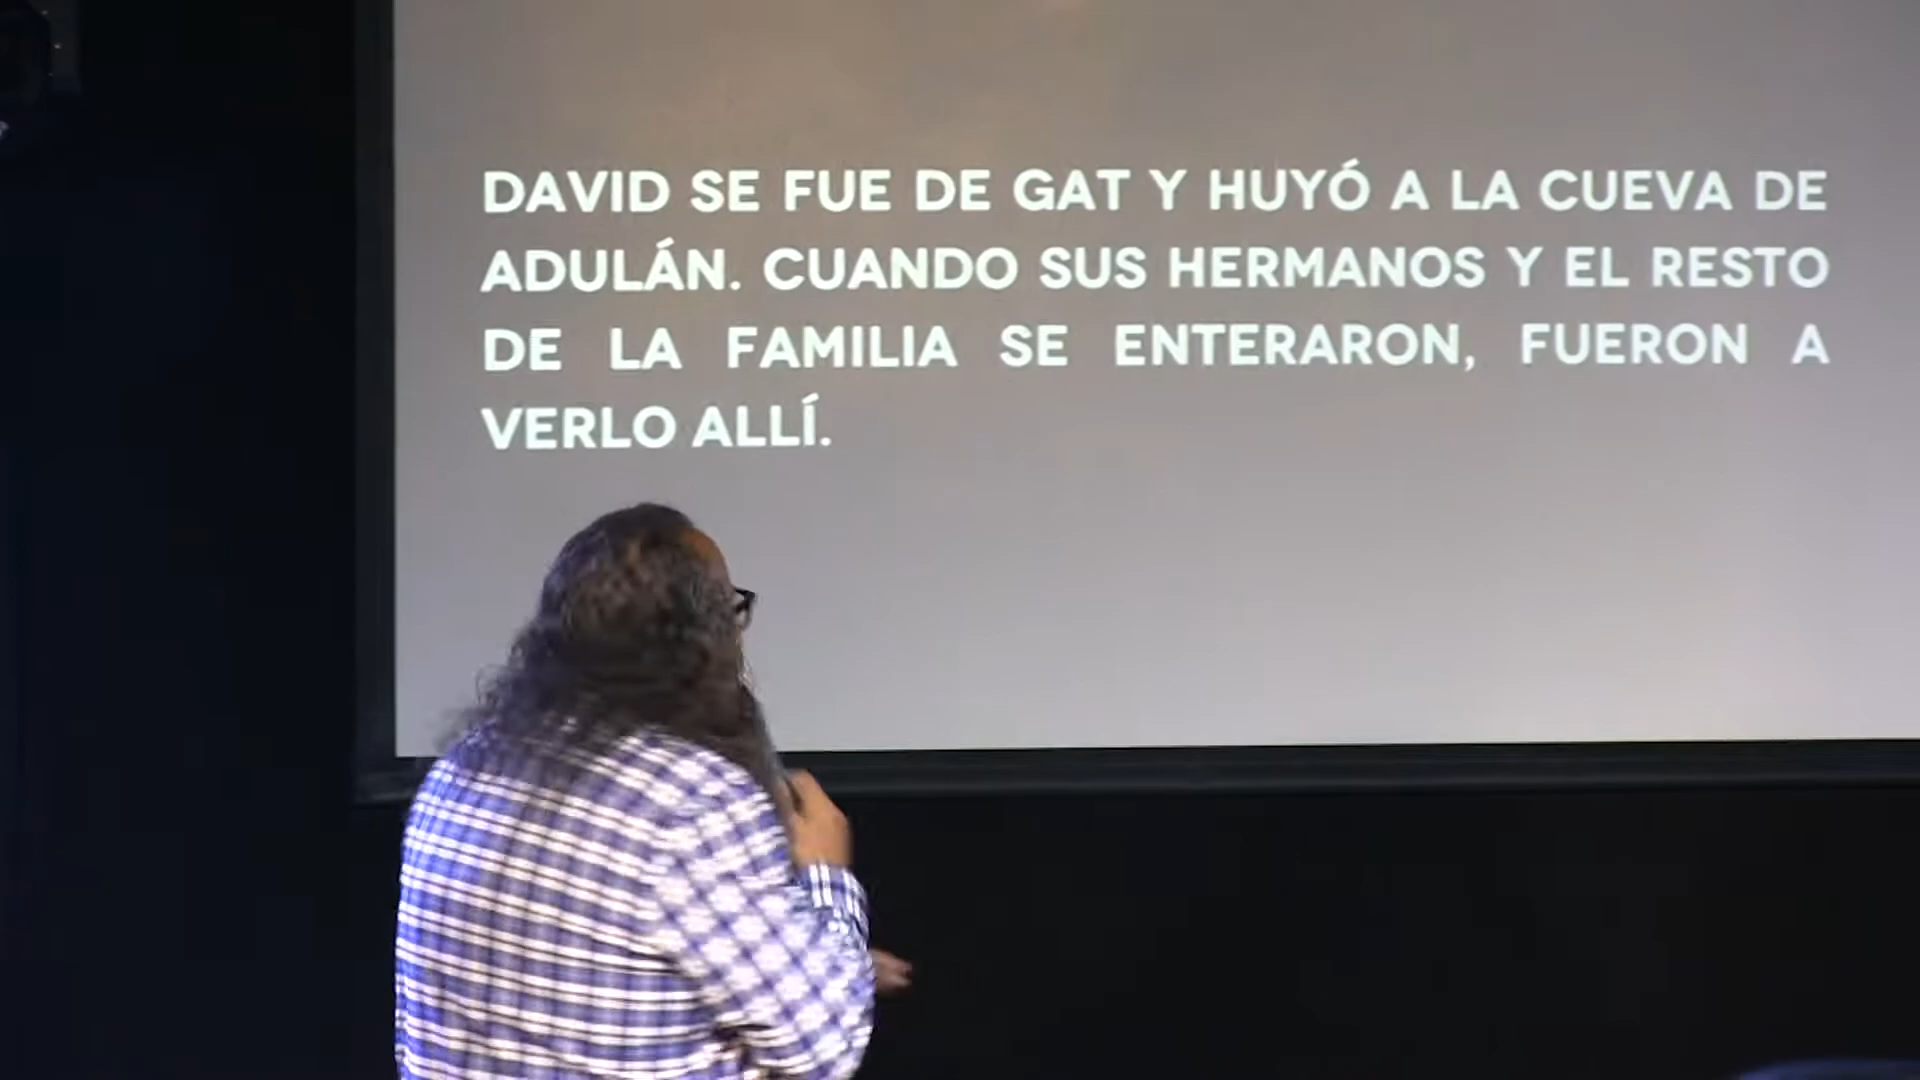 DAVID SE FUE DE GAT Y HUYÓ A LA CUEVA DE
ADULÁN. CUANDO SUS HERMANOS Y EL RESTO
DE LA FAMILIA SE ENTERARON, FUERON A
VERLO ALLÍ.